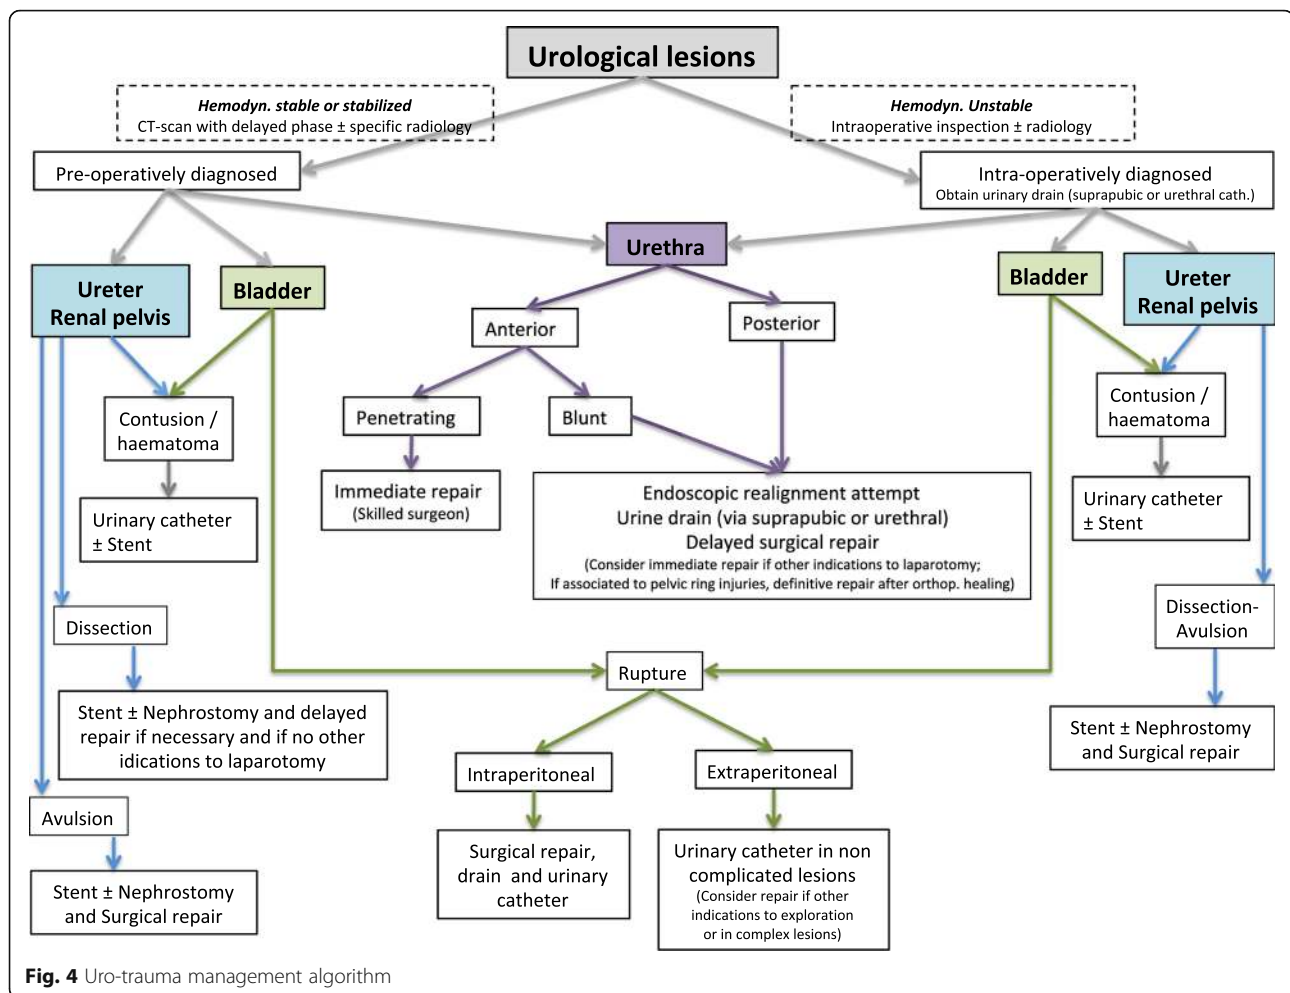 Urological lesions
Hemodyn. stable or stabilized
CT-scan with delayed phase ± specific radiology
Hemodyn. Unstable
Intraoperative inspection ± radiology
Pre-operatively diagnosed
Intra-operatively diagnosed
Obtain urinary drain (suprapubic or urethral cath.)
Urethra
Ureter
Renal pelvis
Bladder
Bladder
Ureter
Renal pelvis
Anterior
Posterior
Penetrating
Blunt
Contusion /
haematoma
Contusion /
haematoma
Immediate repair
(Skilled surgeon)
Endoscopic realignment attempt
Urine drain (via suprapubic or urethral)
Delayed surgical repair
(Consider immediate repair if other indications to laparotomy;
If associated to pelvic ring injuries, definitive repair after orthop. healing)
Urinary catheter
± Stent
Urinary catheter
± Stent
Dissection
Dissection-
Avulsion
Rupture
Stent ± Nephrostomy and delayed
repair if necessary and if no other
idications to laparotomy
Stent ± Nephrostomy
and Surgical repair
Intraperitoneal
Extraperitoneal
Avulsion
Surgical repair,
drain and urinary
catheter
Urinary catheter in non
complicated lesions
(Consider repair if other
indications to exploration
or in complex lesions)
Stent ± Nephrostomy
and Surgical repair
Fig. 4 Uro-trauma management algorithm